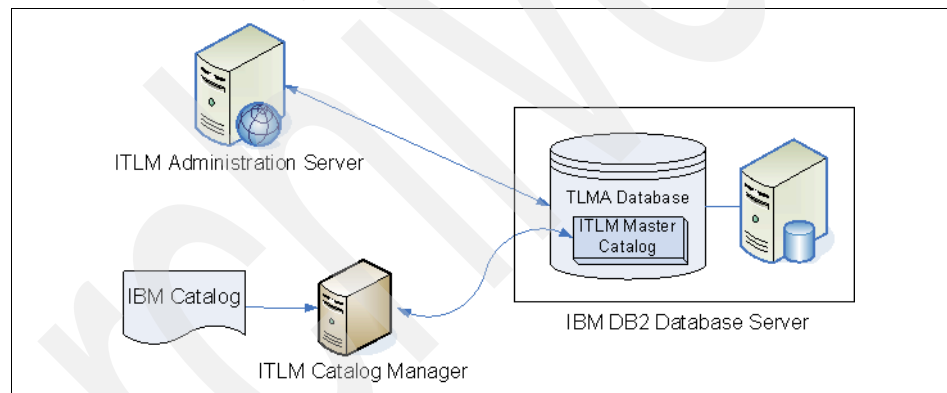 ITLM Administration Server
TLMA Database
ITLM Master
Catalog
IBM Catalog
IBM DB2 Database Server
ITLM Catalog Manager